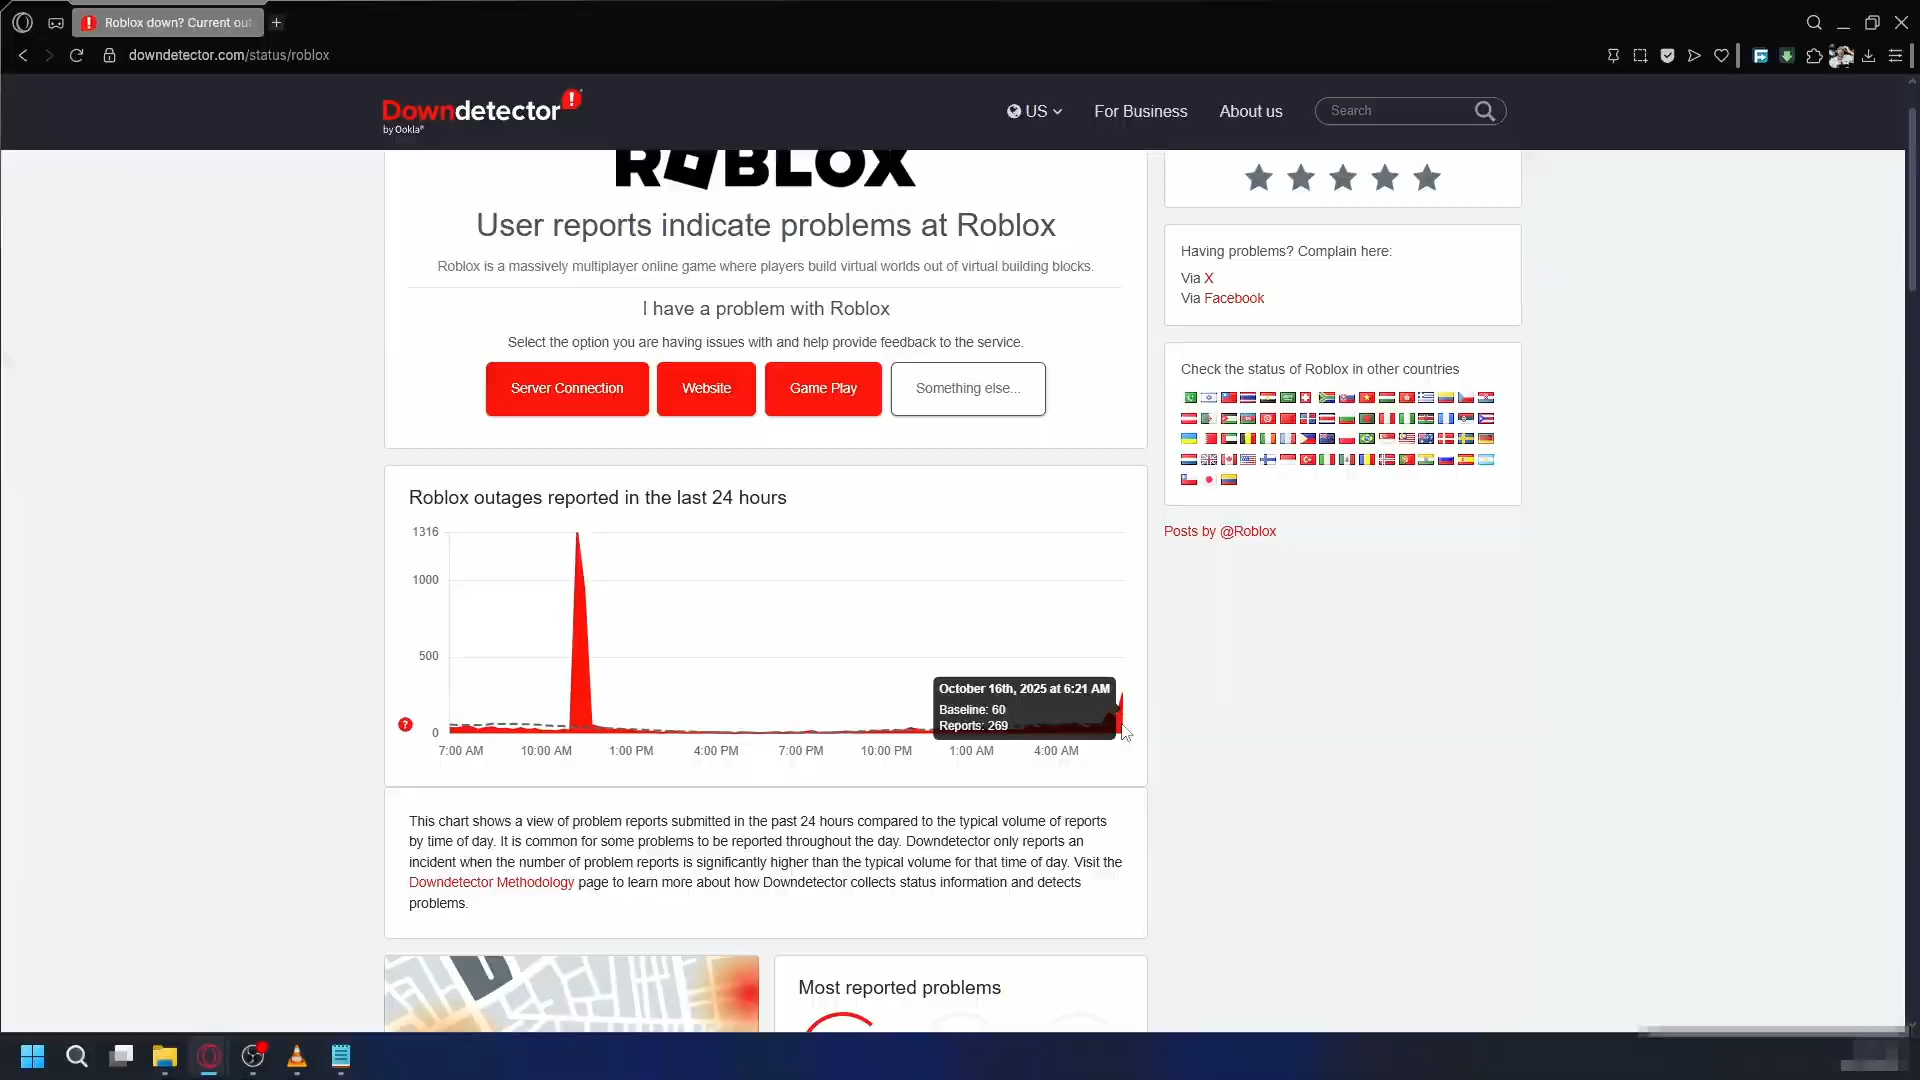 Roblox down? Current out
downdetector.com/status/roblox
Downdetector
by Ookla®
US
For Business
About us
Search
ROBLOX
User reports indicate problems at Roblox
Roblox is a massively multiplayer online game where players build virtual worlds out of virtual building blocks.
I have a problem with Roblox
Select the option you are having issues with and help provide feedback to the service.
Server Connection
Website
Game Play
Something else...
Having problems? Complain here:
Via X
Via Facebook
Check the status of Roblox in other countries
Posts by @Roblox
Roblox outages reported in the last 24 hours
1316
1000
500
0
October 16th, 2025 at 6:21 AM
Baseline: 60
Reports: 269
7:00 AM 10:00 AM 1:00 PM 4:00 PM 7:00 PM 10:00 PM 1:00 AM 4:00 AM
This chart shows a view of problem reports submitted in the past 24 hours compared to the typical volume of reports
by time of day. It is common for some problems to be reported throughout the day. Downdetector only reports an
incident when the number of problem reports is significantly higher than the typical volume for that time of day. Visit the
Downdetector Methodology page to learn more about how Downdetector collects status information and detects
problems.
Most reported problems